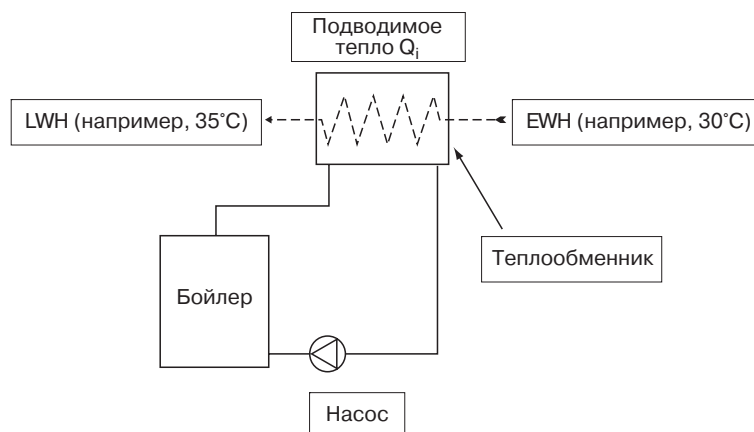 Подводимое
тепло Qi
LWH (например, 35°C)
EWH (например, 30°C)
Теплообменник
Бойлер
Насос